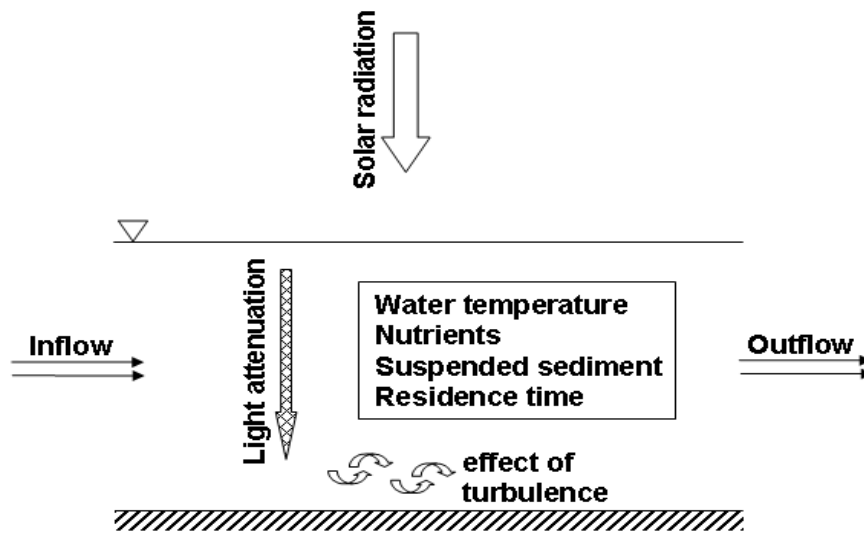 Solar radiation
Light attenuation
Water temperature
Nutrients
Suspended sediment
Residence time
Inflow
Outflow
effect of
turbulence